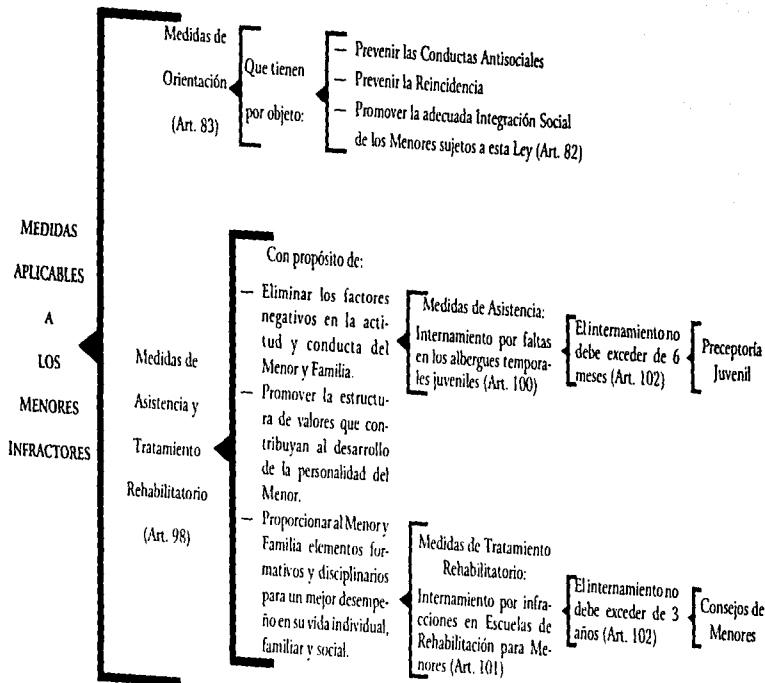 MEDIDAS
APLICABLES
A
LOS
MENORES
INFRACTORES
Medidas de
Orientación
(Art. 83)
Que tienen
por objeto:
— Prevenir las Conductas Antisociales
— Prevenir la Reincidencia
— Promover la adecuada Integración Social
de los Menores sujetos a esta Ley (Art. 82)
Medidas de
Asistencia y
Tratamiento
Rehabilitatorio
(Art. 98)
Con propósito de:
— Eliminar los factores
negativos en la acti-
tud y conducta del
Menor y Familia.
— Promover la estructu-
ra de valores que con-
tribuyan al desarrollo
de la personalidad del
Menor.
— Proporcionar al Menor y
Familia elementos for-
mativos y disciplinarios
para un mejor desempe-
ño en su vida individual,
familiar y social.
Medidas de Asistencia:
Internamiento por faltas
en los albergues tempora-
les juveniles (Art. 100)
El internamiento no
debe exceder de 6
meses (Art. 102)
Preceptoría
Juvenil
Medidas de Tratamiento
Rehabilitatorio:
Internamiento por infra-
cciones en Escuelas de
Rehabilitación para Me-
nores (Art. 101)
El internamiento no
debe exceder de 3
años (Art. 102)
Consejos de
Menores